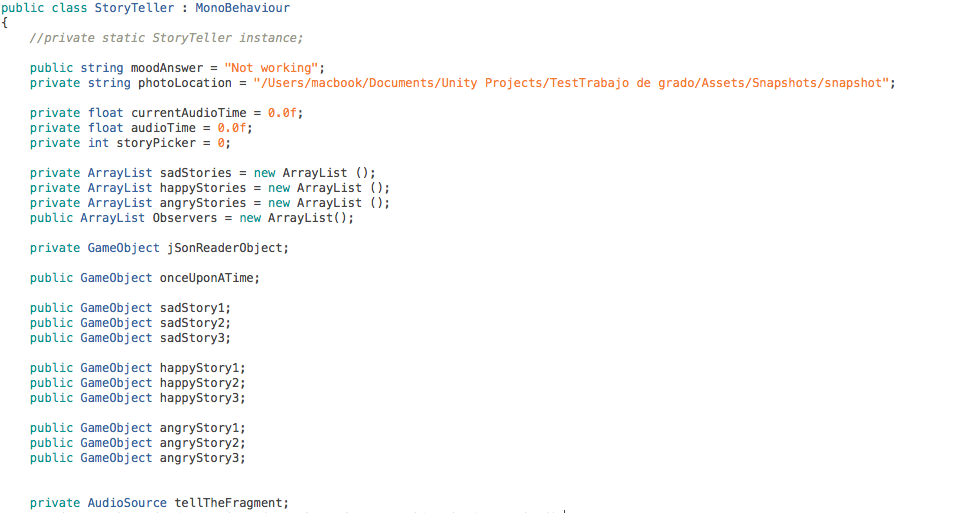 public class StoryTeller : MonoBehaviour
{
//private static StoryTeller instance;
public string moodAnswer = "Not working";
private string photoLocation = "/Users/macbook/Documents/Unity Projects/TestTrabajo de grado/Assets/Snapshots/snapshot";
private float currentAudioTime = 0.0f;
private float audioTime = 0.0f;
private int storyPicker = 0;
private ArrayList sadStories = new ArrayList ();
private ArrayList happyStories = new ArrayList ();
private ArrayList angryStories = new ArrayList ();
public ArrayList Observers = new ArrayList();
private GameObject jSonReaderObject;
public GameObject onceUponATime;
public GameObject sadStory1;
public GameObject sadStory2;
public GameObject sadStory3;
public GameObject happyStory1;
public GameObject happyStory2;
public GameObject happyStory3;
public GameObject angryStory1;
public GameObject angryStory2;
public GameObject angryStory3;
private AudioSource tellTheFragment;